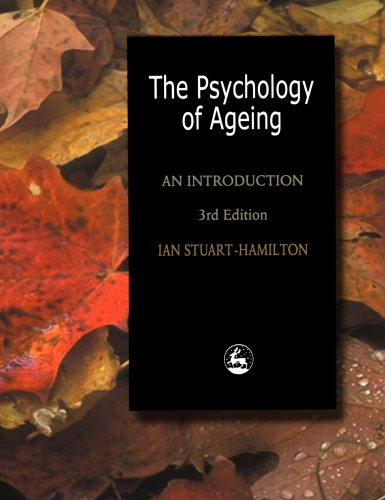 The Psychology
of Ageing
AN INTRODUCTION
3rd Edition
IAN STUART-HAMILTON